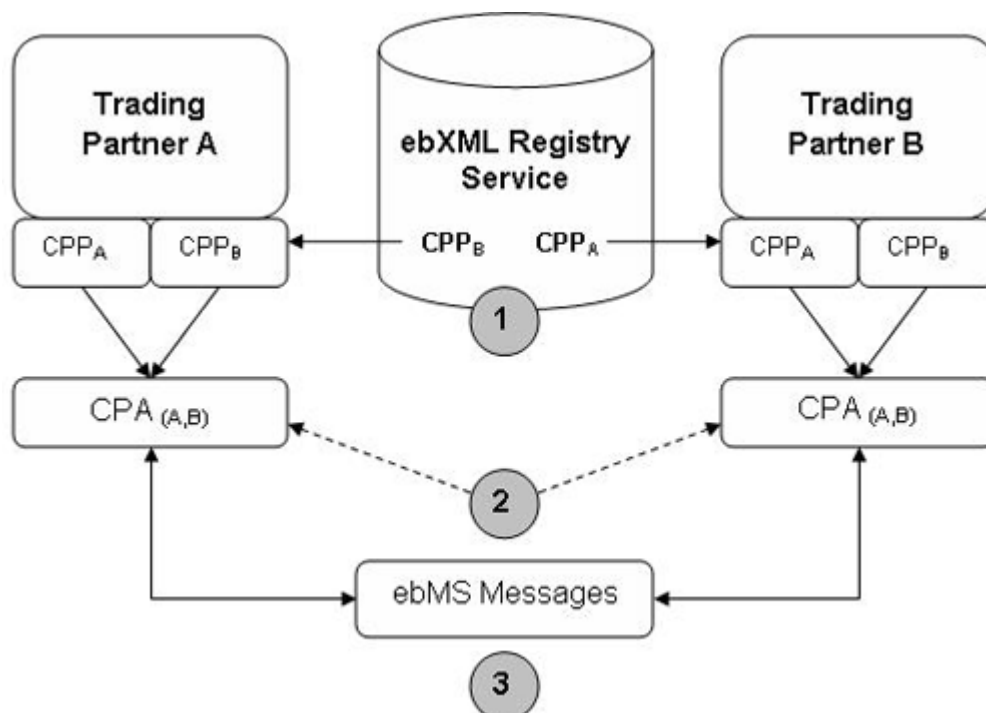 Trading
Partner A
ebXML Registry
Service
Trading
Partner B
CPPA
CPPB
CPPB
CPPA
CPPA
CPPB
1
CPA (A,B)
CPA (A,B)
2
ebMS Messages
3